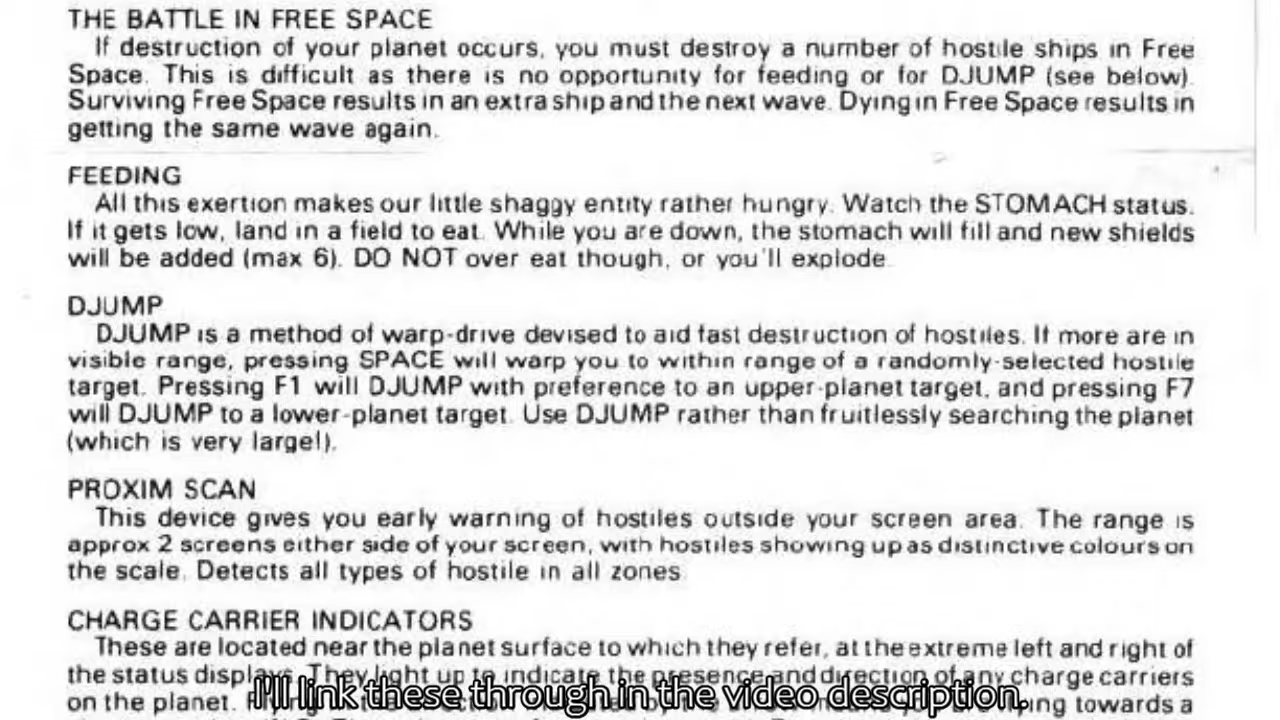 THE BATTLE IN FREE SPACE
If destruction of your planet occurs, you must destroy a number of hostile ships in Free
Space. This is difficult as there is no opportunity for feeding or for DJUMP (see below).
Surviving Free Space results in an extra ship and the next wave. Dying in Free Space results in
getting the same wave again.
FEEDING
All this exertion makes our little shaggy entity rather hungry. Watch the STOMACH status.
If it gets low, land in a field to eat. While you are down, the stomach will fill and new shields
will be added (max 6). DO NOT over eat though, or you'll explode
DJUMP
DJUMP is a method of warp-drive devised to aid fast destruction of hostiles. If more are in
visible range, pressing SPACE will warp you to within range of a randomly-selected hostile
target. Pressing F1 will DJUMP with preference to an upper-planet target, and pressing F7
will DJUMP to a lower-planet target. Use DJUMP rather than fruitlessly searching the planet
(which is very large!).
PROXIM SCAN
This device gives you early warning of hostiles outside your screen area. The range is
approx 2 screens either side of your screen, with hostiles showing up as distinctive colours on
the scale. Detects all types of hostile in all zones
CHARGE CARRIER INDICATORS
These are located near the planet surface to which they refer, at the extreme left and right of
the status displays. They light up to indicate the presence and direction of any charge carriers
on the planet. towards a
I'll link these through in the video description.